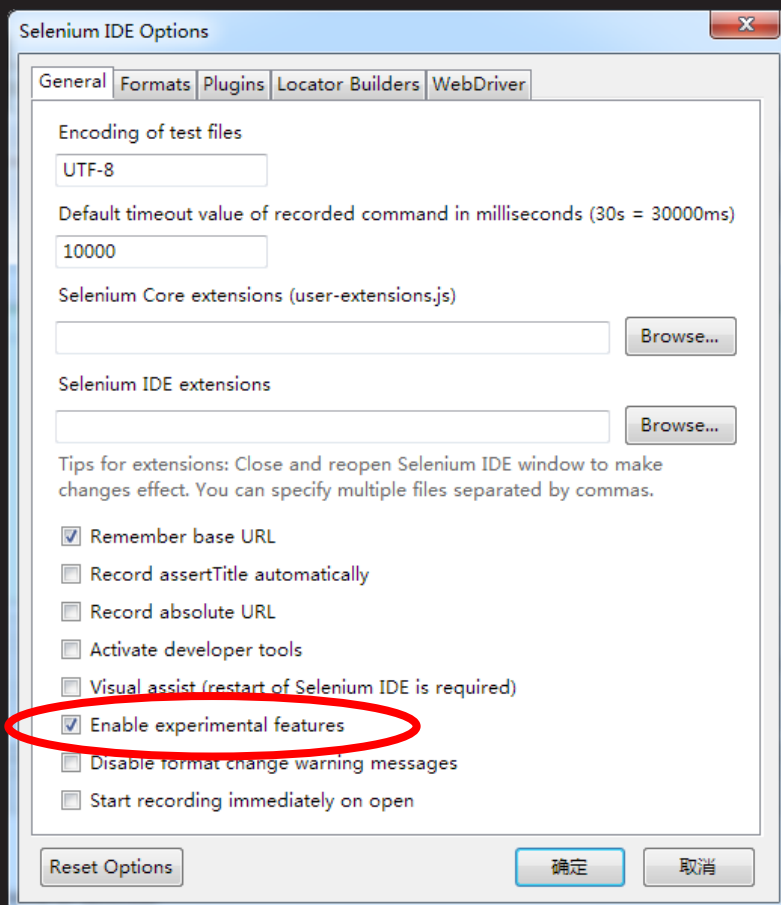 Selenium IDE Options
General Formats Plugins Locator Builders WebDriver
Encoding of test files
UTF-8
Default timeout value of recorded command in milliseconds (30s = 30000ms)
10000
Selenium Core extensions (user-extensions.js)
Browse...
Selenium IDE extensions
Browse...
Tips for extensions: Close and reopen Selenium IDE window to make
changes effect. You can specify multiple files separated by commas.
Remember base URL
Record assertTitle automatically
Record absolute URL
Activate developer tools
Visual assist (restart of Selenium IDE is required)
Enable experimental features
Disable format change warning messages
Start recording immediately on open
Reset Options 确定 取消